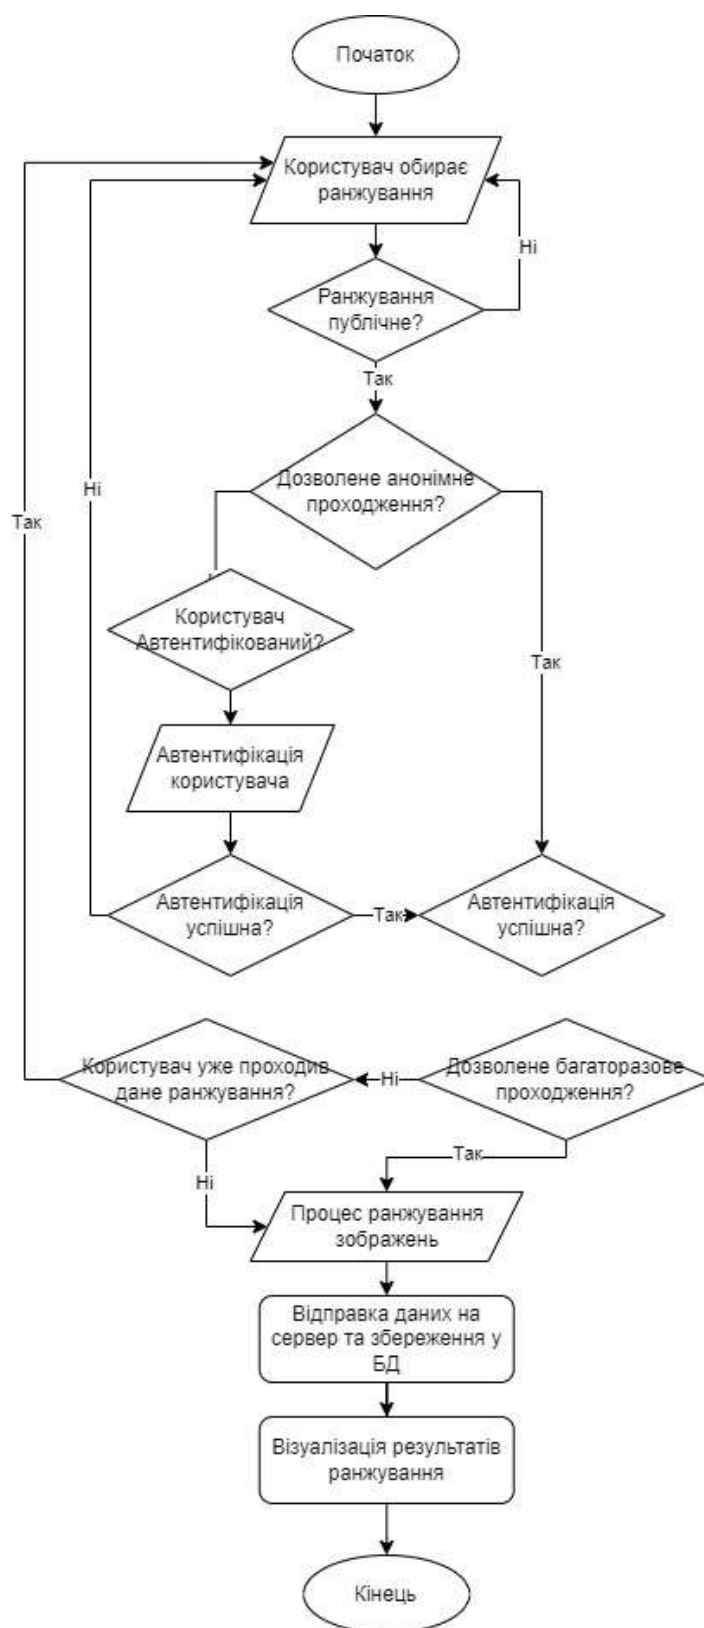 Початок
Користувач обирає
ранжування
Ні
Ранжування
публічне?
Так
Дозволене анонімне
проходження?
Ні
Так
Користувач
Автентифікований?
Так
Автентифікація
користувача
Автентифікація
успішна?
Так
Автентифікація
успішна?
Користувач уже проходив
дане ранжування?
Ні
Дозволене багаторазове
проходження?
Так
Ні
Процес ранжування
зображень
Відправка даних на
сервер та збереження у
БД
Візуалізація результатів
ранжування
Кінець